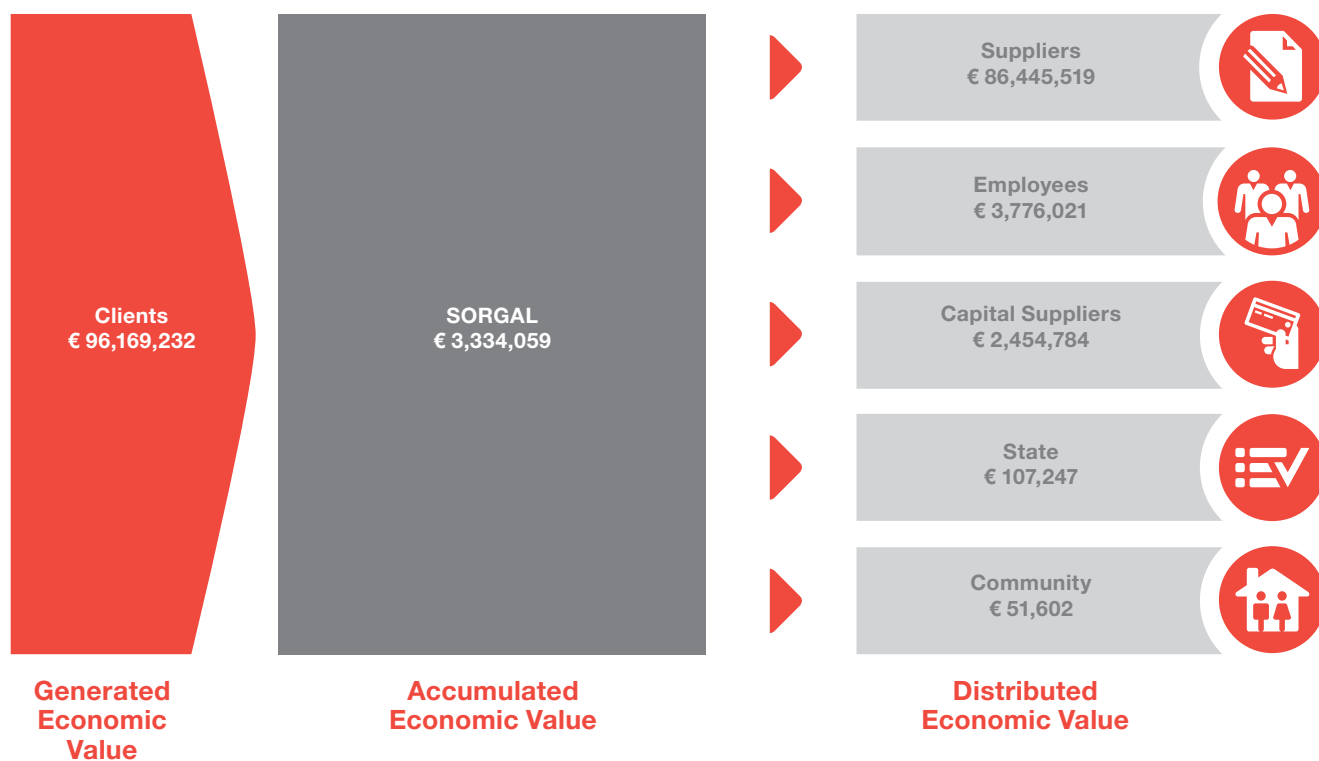 Clients
€ 96,169,232
SORGAL
€ 3,334,059
Suppliers
€ 86,445,519
Employees
€ 3,776,021
Capital Suppliers
€ 2,454,784
State
€ 107,247
Community
€ 51,602
Generated
Economic
Value
Accumulated
Economic Value
Distributed
Economic Value